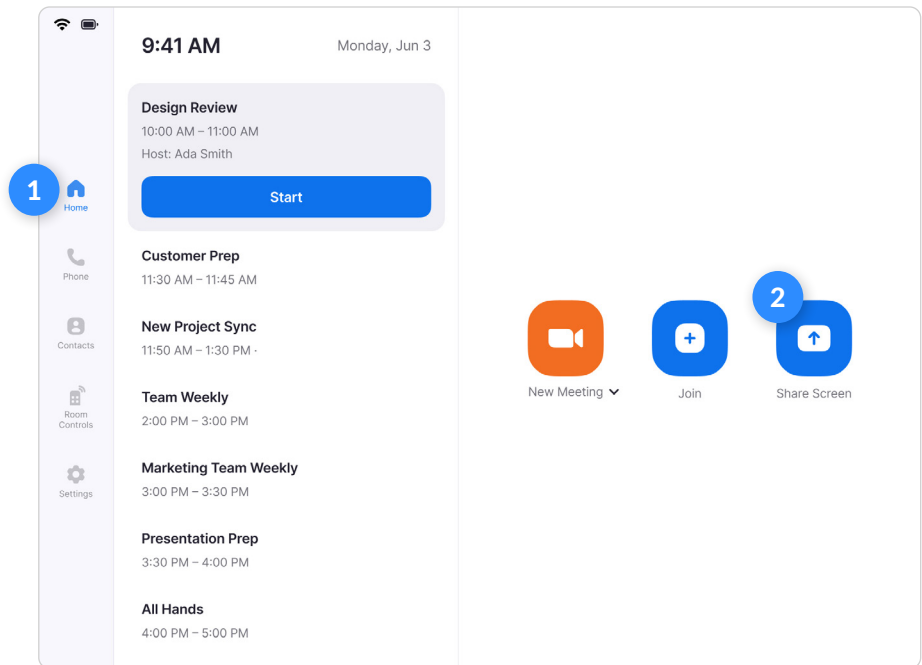 9:41 AM
Monday, Jun 3
1
Home
Phone
Contacts
Room
Controls
Settings
Design Review
10:00 AM – 11:00 AM
Host: Ada Smith
Start
Customer Prep
11:30 AM – 11:45 AM
New Project Sync
11:50 AM – 1:30 PM ·
Team Weekly
2:00 PM – 3:00 PM
Marketing Team Weekly
3:00 PM – 3:30 PM
Presentation Prep
3:30 PM – 4:00 PM
All Hands
4:00 PM – 5:00 PM
2
New Meeting
Join
Share Screen